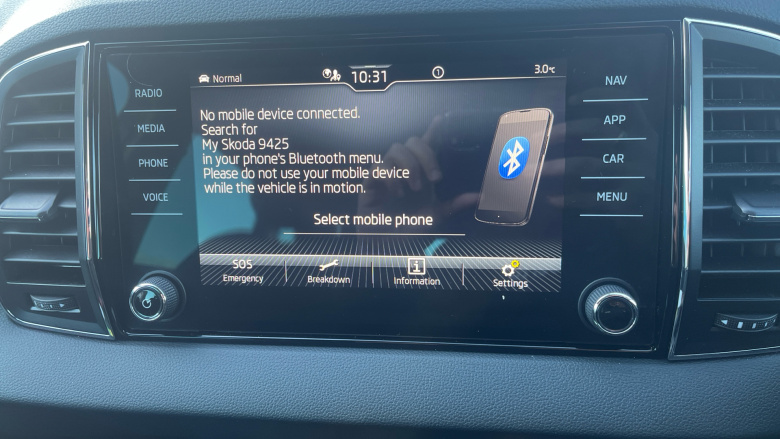 Normal
10:31
1
3.0°C
RADIO
MEDIA
PHONE
VOICE
No mobile device connected.
Search for
My Skoda 9425
in your phone's Bluetooth menu.
Please do not use your mobile device
while the vehicle is in motion.
Select mobile phone
SOS
Emergency
Breakdown
i
Information
Settings
NAV
APP
CAR
MENU